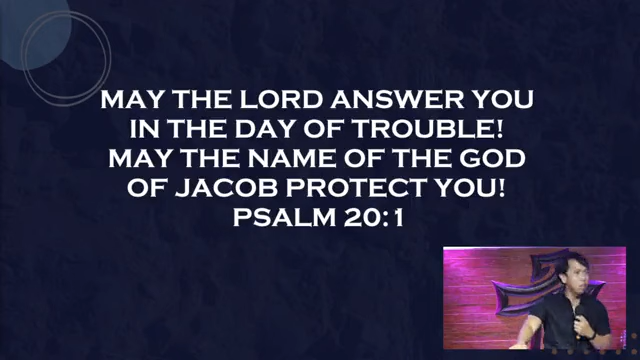 MAY THE LORD ANSWER YOU
IN THE DAY OF TROUBLE!
MAY THE NAME OF THE GOD
OF JACOB PROTECT YOU!
PSALM 20:1